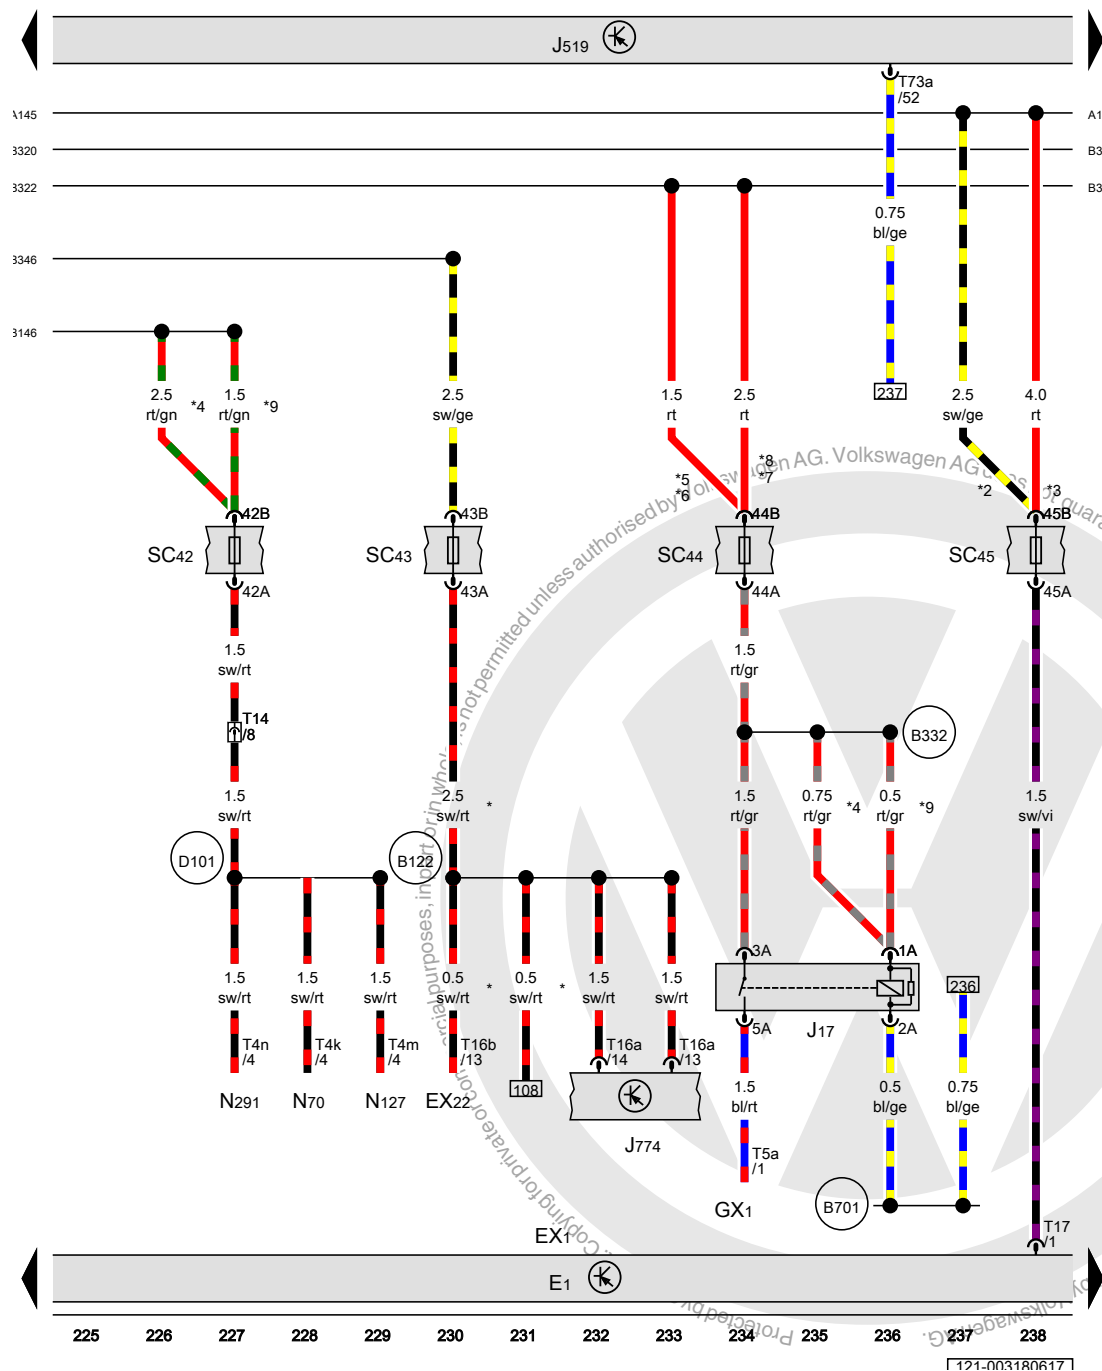 J519
T73a
/52
A145
A1
B320
B3
B322
B3
0.75
bl/ge
B346
B146
2.5
rt/gn
*4
1.5
rt/gn
*9
2.5
sw/ge
1.5
rt
2.5
rt
237
2.5
sw/ge
4.0
rt
*5
*6
*8
*7
*2
*3
42B
43B
44B
45B
SC42
SC43
SC44
SC45
42A
43A
44A
45A
1.5
sw/rt
1.5
rt/gr
T14
/8
B332
1.5
sw/rt
2.5
sw/rt
*
1.5
rt/gr
0.75
rt/gr
*4
0.5
rt/gr
*9
1.5
sw/vi
D101
B122
3A
1A
1.5
sw/rt
1.5
sw/rt
1.5
sw/rt
0.5
sw/rt
*
0.5
sw/rt
*
1.5
sw/rt
1.5
sw/rt
236
5A
J17
2A
T4n
/4
T4k
/4
T4m
/4
T16b
/13
T16a
/14
T16a
/13
N291
N70
N127
EX22
108
1.5
bl/rt
0.5
bl/ge
0.75
bl/ge
J774
T5a
/1
GX1
B701
T17
/1
EX1
E1
225 226 227 228 229 230 231 232 233 234 235 236 237 238
121-003180617
Protected by
Copying for private or commercial purposes, in part or in whole, is not permitted unless authorised by Volkswagen AG. Volkswagen AG does not guara
by Volkswagen AG.